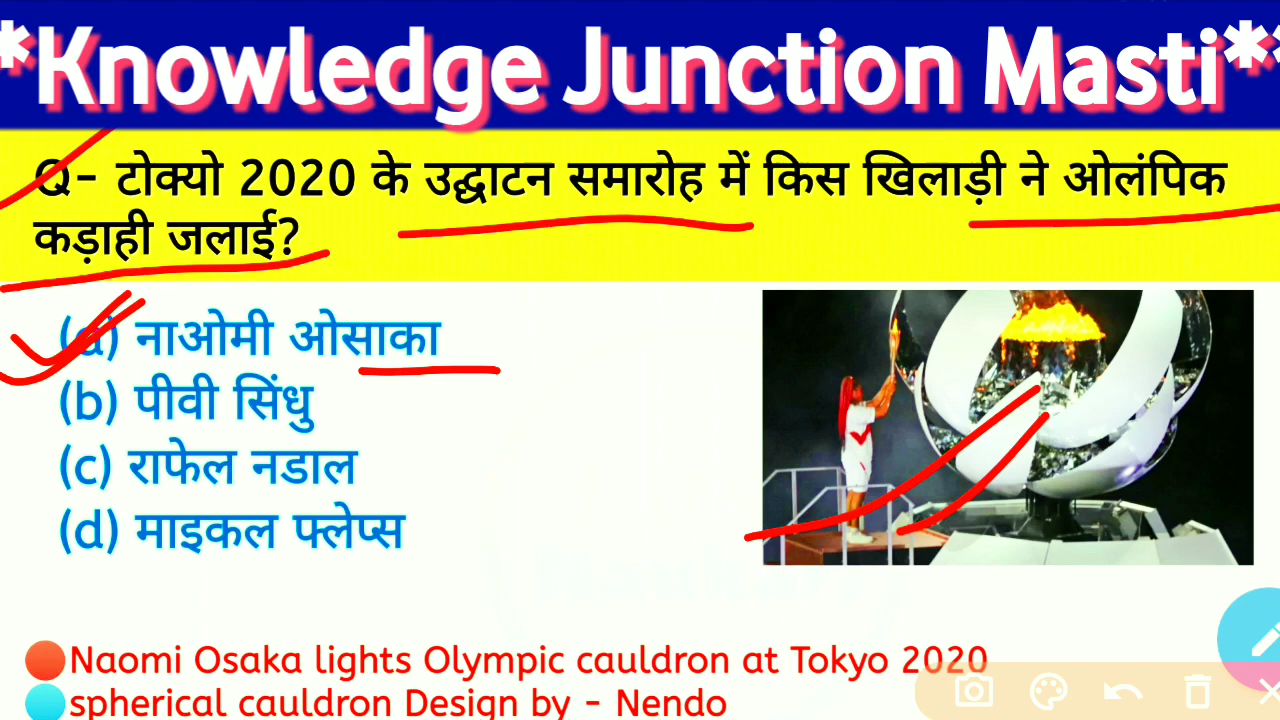 *Knowledge Junction Masti**
Q- टोक्यो 2020 के उद्घाटन समारोह में किस खिलाड़ी ने ओलंपिक
कड़ाही जलाई?
(a) नाओमी ओसाका
(b) पीवी सिंधु
(c) राफेल नडाल
(d) माइकल फ्लेप्स
Naomi Osaka lights Olympic cauldron at Tokyo 2020
spherical cauldron Design by - Nendo